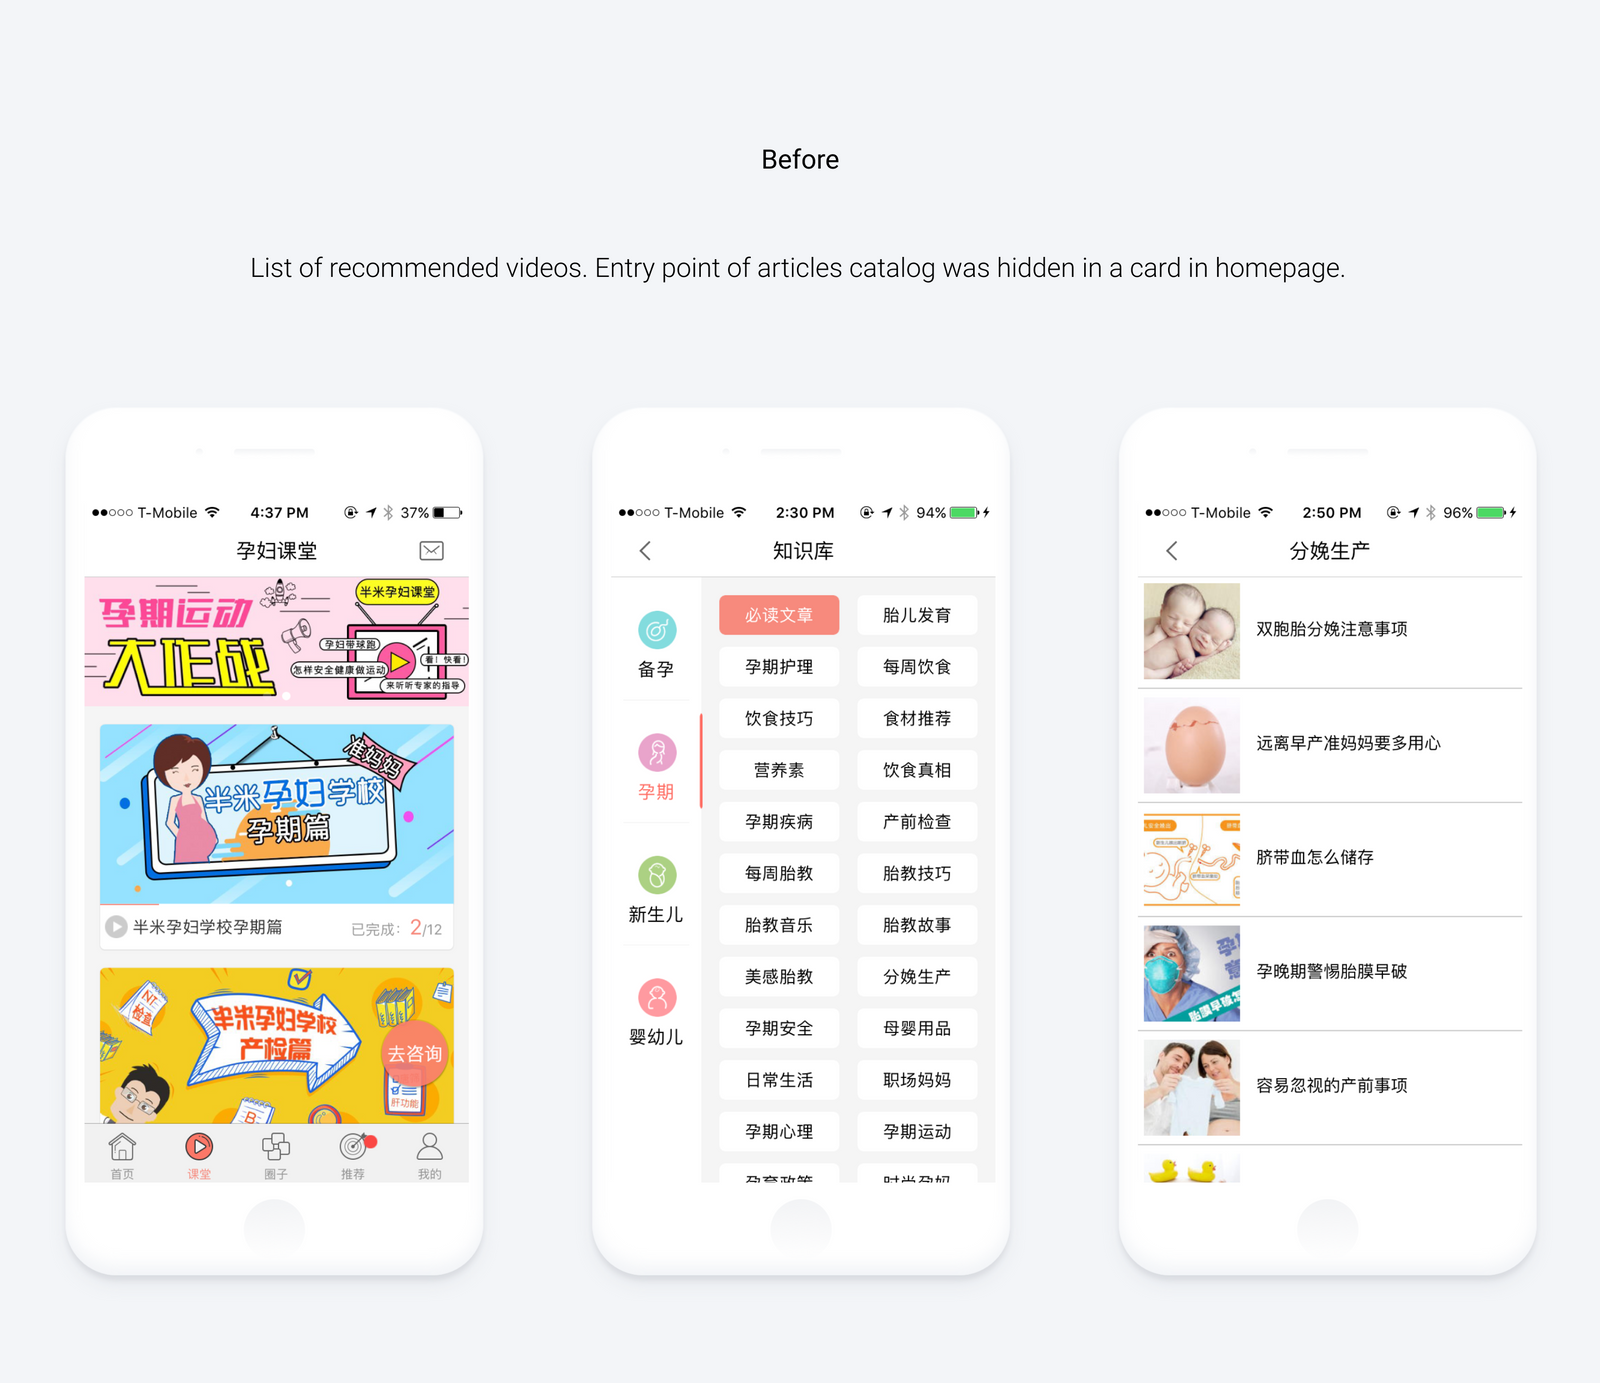 Before
List of recommended videos. Entry point of articles catalog was hidden in a card in homepage.
T-Mobile 4:37 PM 37%
孕妇课堂
孕期运动
大作战
半米孕妇课堂
孕妇带球跑
看！快看！
怎样安全健康做运动
来听听专家的指导
准妈妈
半米孕妇学校
孕期篇
半米孕妇学校孕期篇 已完成： 2/12
NT
检查
半米孕妇学校
产检篇
去咨询
肝功能
B
首页 课堂 圈子 推荐 我的
T-Mobile 2:30 PM 94%
知识库
备孕
孕期
新生儿
婴幼儿
必读文章 胎儿发育
孕期护理 每周饮食
饮食技巧 食材推荐
营养素 饮食真相
孕期疾病 产前检查
每周胎教 胎教技巧
胎教音乐 胎教故事
美感胎教 分娩生产
孕期安全 母婴用品
日常生活 职场妈妈
孕期心理 孕期运动
孕育政策 时尚孕妈
T-Mobile 2:50 PM 96%
分娩生产
双胞胎分娩注意事项
远离早产准妈妈要多用心
脐带血怎么储存
孕晚期警惕胎膜早破
容易忽视的产前事项